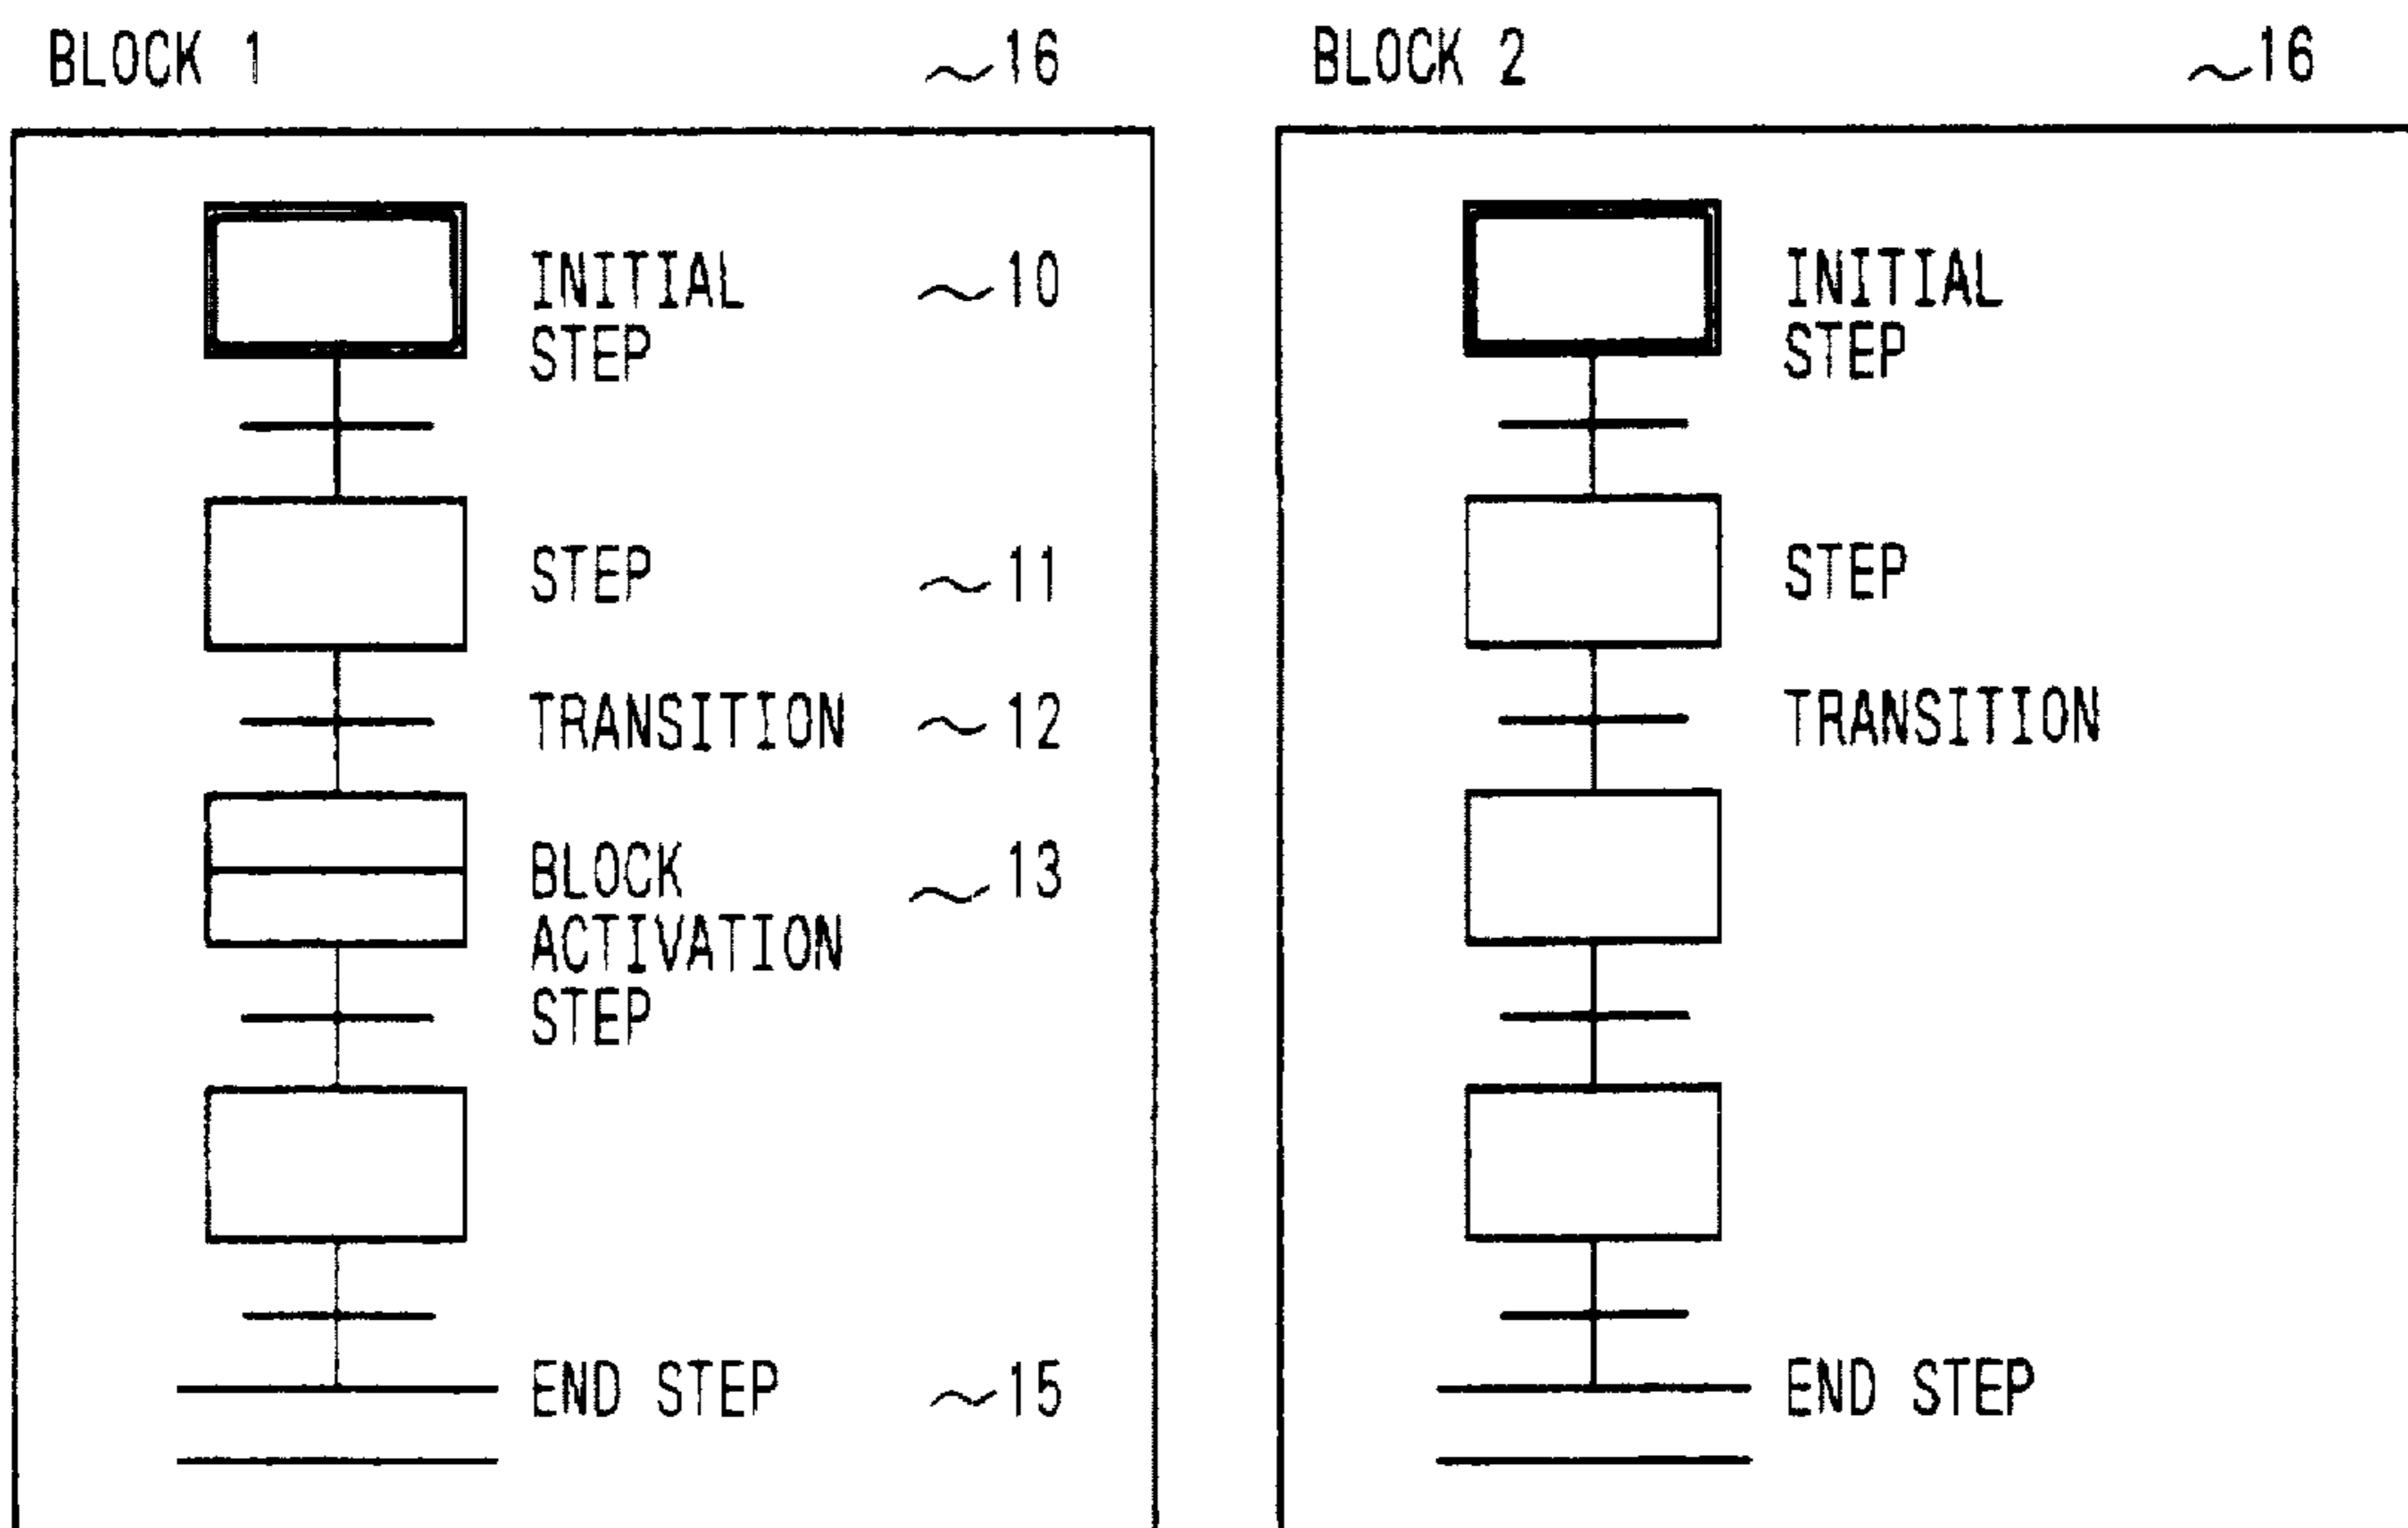 BLOCK 1 ~16
INITIAL ~10
STEP
STEP ~11
TRANSITION ~12
BLOCK ~13
ACTIVATION
STEP
END STEP ~15
BLOCK 2 ~16
INITIAL
STEP
STEP
TRANSITION
END STEP